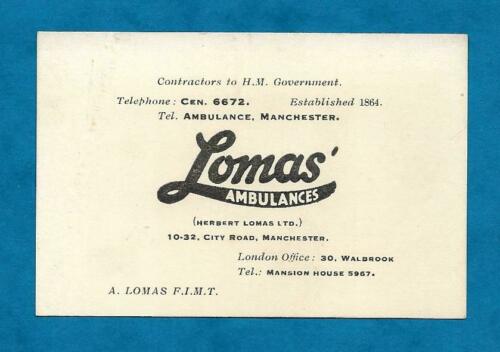 Contractors to H.M. Government.
Telephone: CEN. 6672. Established 1864.
Tel. AMBULANCE, MANCHESTER.
Lomas'
AMBULANCES
(HERBERT LOMAS LTD.)
10-32, CITY ROAD, MANCHESTER.
London Office: 30, WALBROOK
Tel.: MANSION HOUSE 5967.
A. LOMAS F.I.M.T.